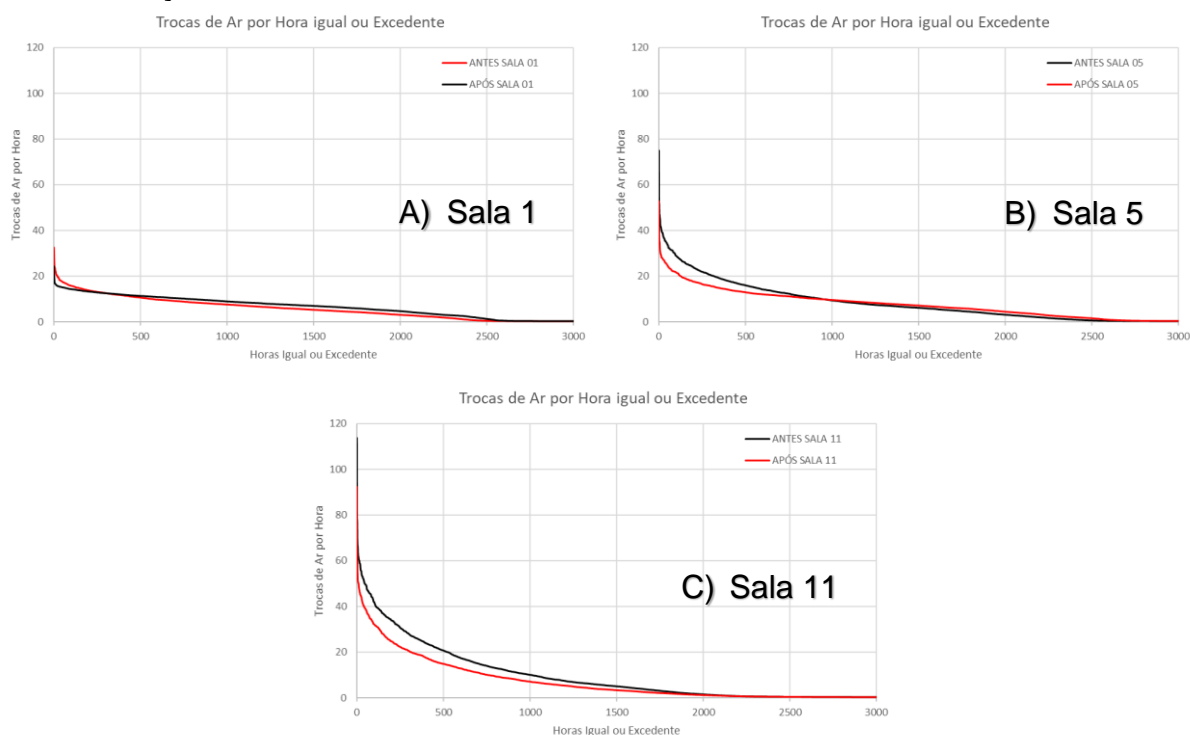 Trocas de Ar por Hora igual ou Excedente
120
100
80
60
40
20
0
Trocas de Ar por Hora
ANTES SALA 01
APÓS SALA 01
A) Sala 1
0 500 1000 1500 2000 2500 3000
Horas Igual ou Excedente
Trocas de Ar por Hora igual ou Excedente
120
100
80
60
40
20
0
Trocas de Ar por Hora
ANTES SALA 05
APÓS SALA 05
B) Sala 5
0 500 1000 1500 2000 2500 3000
Horas Igual ou Excedente
Trocas de Ar por Hora igual ou Excedente
120
100
80
60
40
20
0
Trocas de Ar por Hora
ANTES SALA 11
APÓS SALA 11
C) Sala 11
0 500 1000 1500 2000 2500 3000
Horas Igual ou Excedente